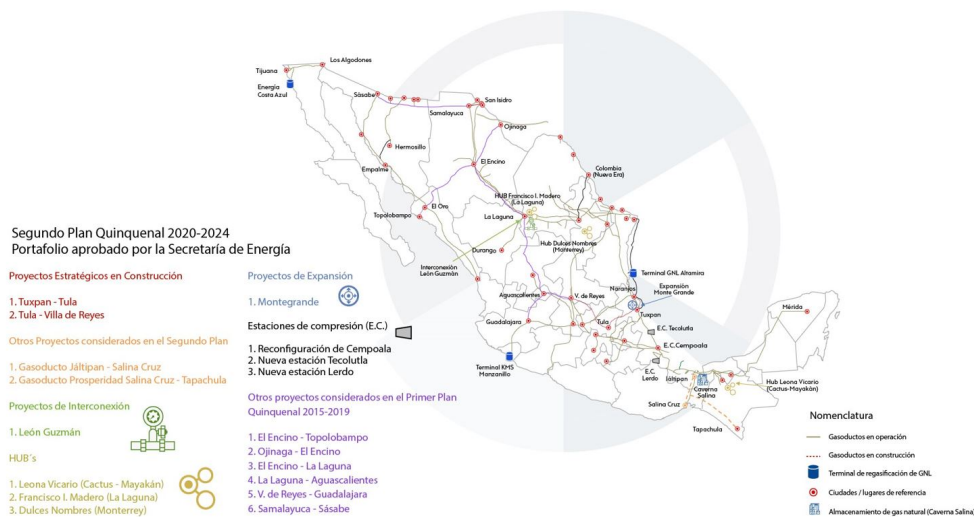 Los Algodones
Tijuana
Energía
Costa Azul
Sásabe
San Isidro
Samalayuca
Ojinaga
Hermosillo
El Encino
Empalme
Colombia
(Nueva Era)
HUB Francisco I. Madero
(La Laguna)
El Oro
Topolobampo
La Laguna
Durango
Hub Dulces Nombres
(Monterrey)
Interconexión
León Guzmán
Terminal GNL Altamira
Expansión
Monte Grande
Naranjos
Aguascalientes
V. de Reyes
Tuxpan
Guadalajara
Tula
E.C. Tecolutla
E.C.Cempoala
Terminal KMS
Manzanillo
E.C.
Lerdo
Jáltipan
Caverna
Salina
Salina Cruz
Hub Leona Vicario
(Cactus-Mayakán)
Mérida
Tapachula
Segundo Plan Quinquenal 2020-2024
Portafolio aprobado por la Secretaría de Energía
Proyectos Estratégicos en Construcción
1. Tuxpan - Tula
2. Tula - Villa de Reyes
Otros Proyectos considerados en el Segundo Plan
1. Gasoducto Jáltipan - Salina Cruz
2. Gasoducto Prosperidad Salina Cruz - Tapachula
Proyectos de Interconexión
1. León Guzmán
HUB´s
1. Leona Vicario (Cactus - Mayakán)
2. Francisco I. Madero (La Laguna)
3. Dulces Nombres (Monterrey)
Proyectos de Expansión
1. Montegrande
Estaciones de compresión (E.C.)
1. Reconfiguración de Cempoala
2. Nueva estación Tecolutla
3. Nueva estación Lerdo
Otros proyectos considerados en el Primer Plan
Quinquenal 2015-2019
1. El Encino - Topolobampo
2. Ojinaga - El Encino
3. El Encino - La Laguna
4. La Laguna - Aguascalientes
5. V. de Reyes - Guadalajara
6. Samalayuca - Sásabe
Nomenclatura
Gasoductos en operación
Gasoductos en construcción
Terminal de regasificación de GNL
Ciudades / lugares de referencia
Almacenamiento de gas natural (Caverna Salina)